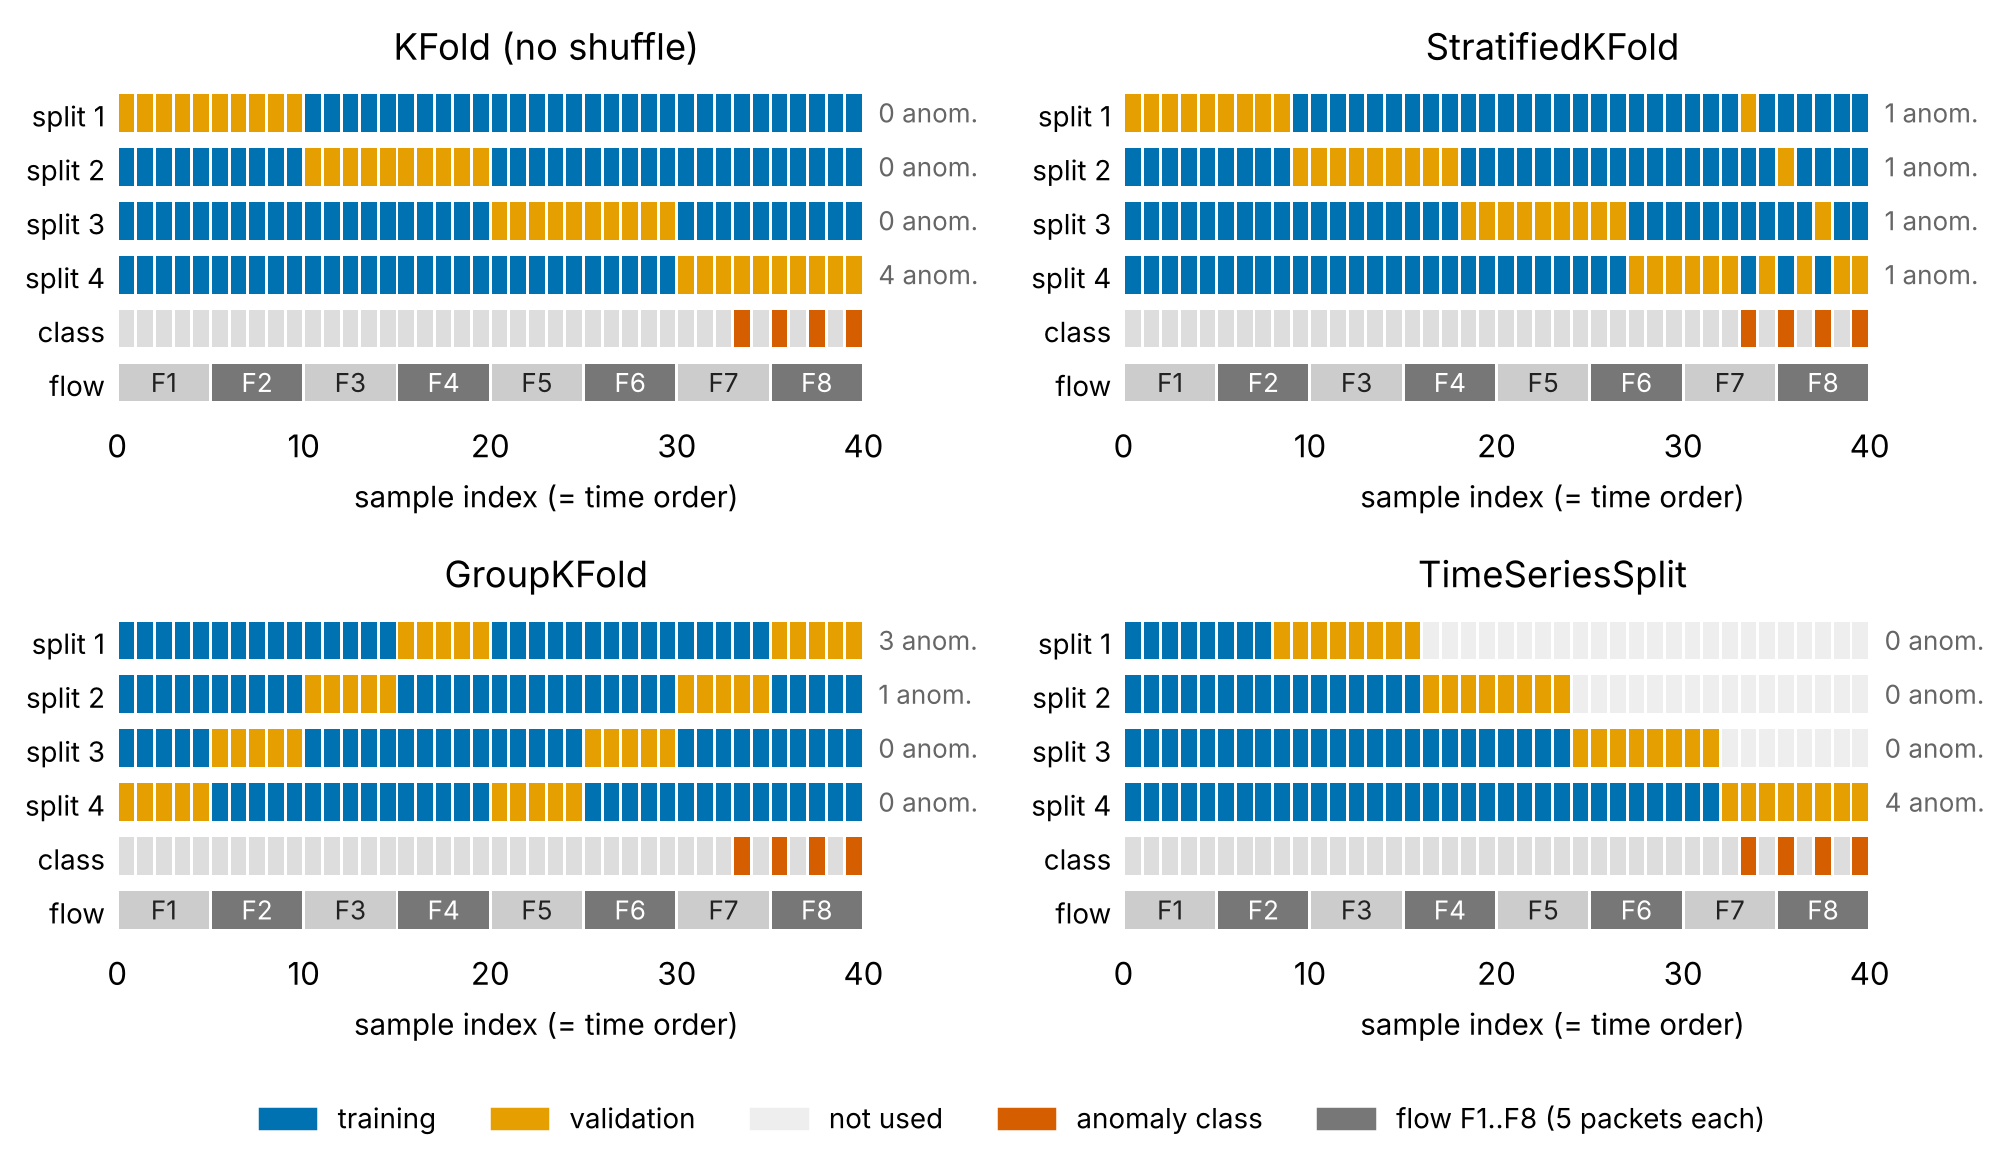 KFold (no shuffle)
split 1
0 anom.
split 2
0 anom.
split 3
0 anom.
split 4
4 anom.
class
flow
F1 F2 F3 F4 F5 F6 F7 F8
0 10 20 30 40
sample index (= time order)
StratifiedKFold
split 1
1 anom.
split 2
1 anom.
split 3
1 anom.
split 4
1 anom.
class
flow
F1 F2 F3 F4 F5 F6 F7 F8
0 10 20 30 40
sample index (= time order)
GroupKFold
split 1
3 anom.
split 2
1 anom.
split 3
0 anom.
split 4
0 anom.
class
flow
F1 F2 F3 F4 F5 F6 F7 F8
0 10 20 30 40
sample index (= time order)
TimeSeriesSplit
split 1
0 anom.
split 2
0 anom.
split 3
0 anom.
split 4
4 anom.
class
flow
F1 F2 F3 F4 F5 F6 F7 F8
0 10 20 30 40
sample index (= time order)
training
validation
not used
anomaly class
flow F1..F8 (5 packets each)